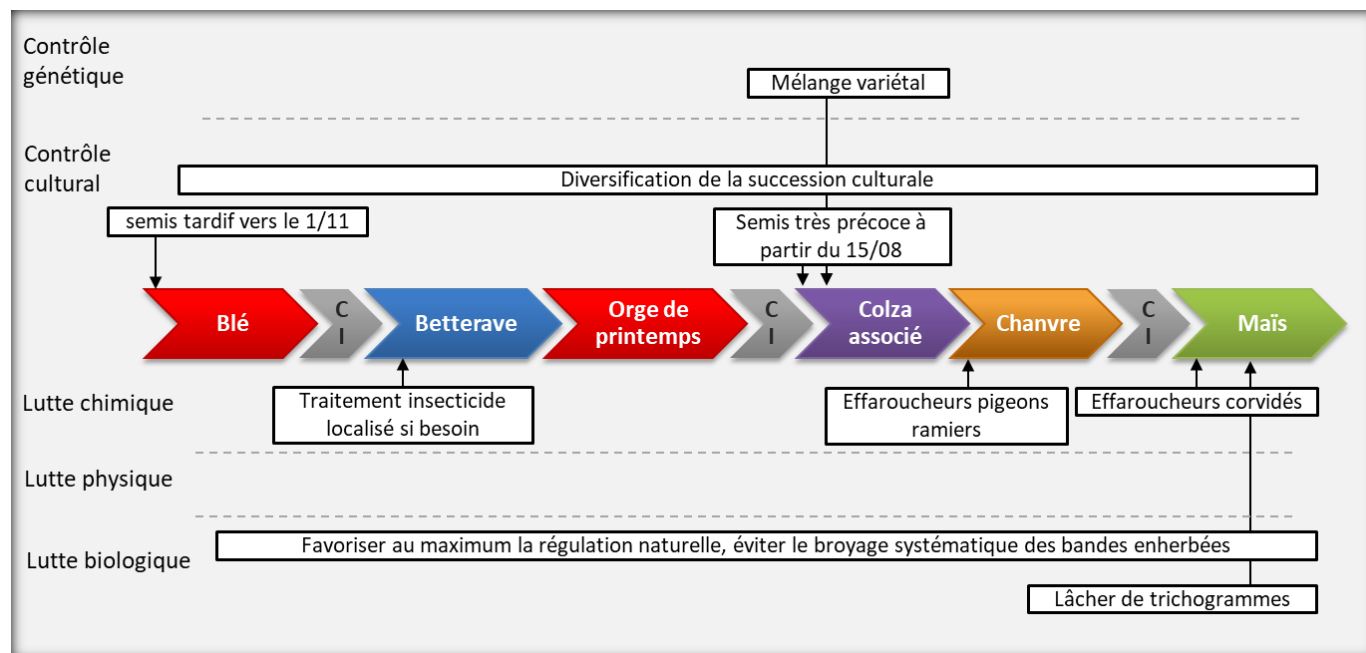 Contrôle
génétique
Mélange variétal
Contrôle
cultural
Diversification de la succession culturale
semis tardif vers le 1/11
Semis très précoce à
partir du 15/08
Blé
C
I
Betterave
Orge de
printemps
C
I
Colza
associé
Chanvre
C
I
Maïs
Lutte chimique
Traitement insecticide
localisé si besoin
Effaroucheurs pigeons
ramiers
Effaroucheurs corvidés
Lutte physique
Lutte biologique
Favoriser au maximum la régulation naturelle, éviter le broyage systématique des bandes enherbées
Lâcher de trichogrammes